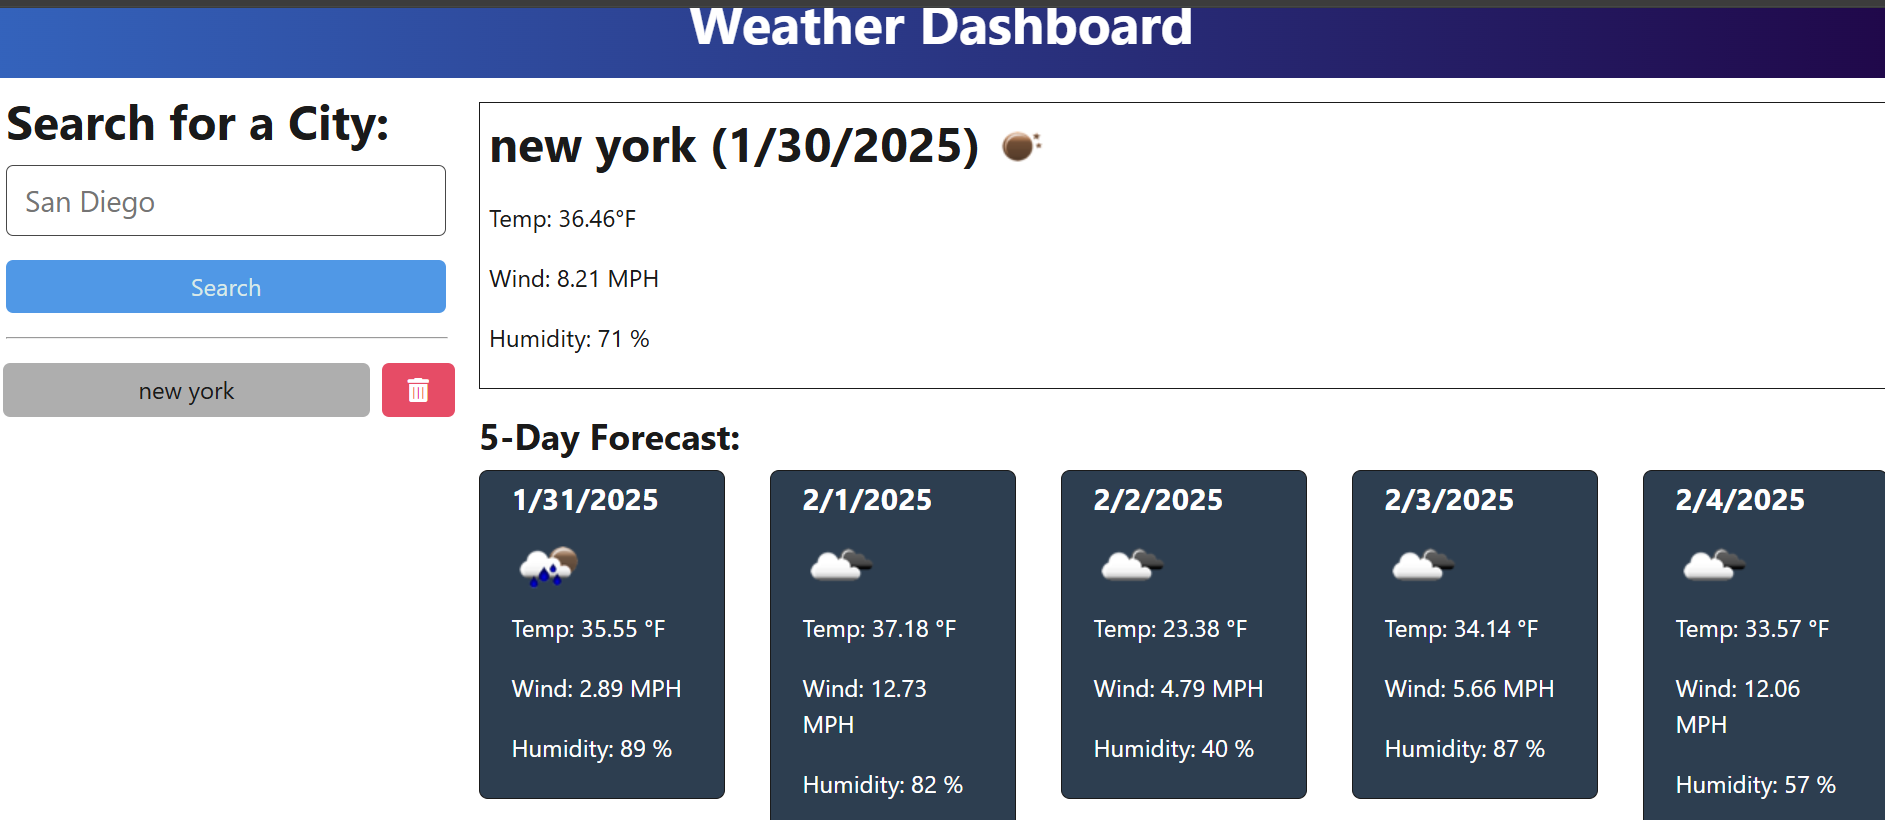 Weather Dashboard
Search for a City:
San Diego
Search
new york
new york (1/30/2025)
Temp: 36.46°F
Wind: 8.21 MPH
Humidity: 71 %
5-Day Forecast:
1/31/2025
Temp: 35.55 °F
Wind: 2.89 MPH
Humidity: 89 %
2/1/2025
Temp: 37.18 °F
Wind: 12.73
MPH
Humidity: 82 %
2/2/2025
Temp: 23.38 °F
Wind: 4.79 MPH
Humidity: 40 %
2/3/2025
Temp: 34.14 °F
Wind: 5.66 MPH
Humidity: 87 %
2/4/2025
Temp: 33.57 °F
Wind: 12.06
MPH
Humidity: 57 %